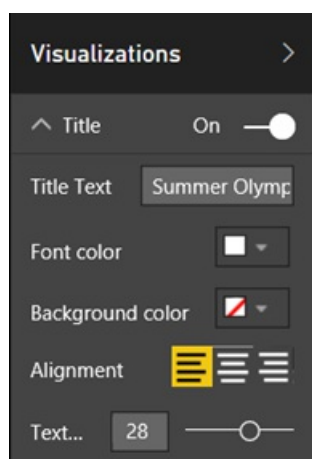 Visualizations
Title On
Title Text Summer Olymp
Font color
Background color
Alignment
Text... 28